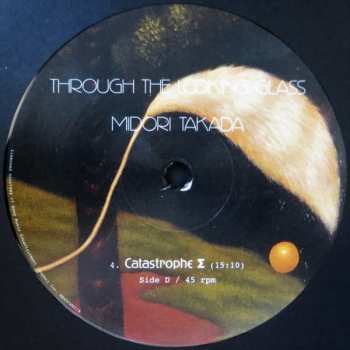 THROUGH THE LOOKING GLASS
MIDORI TAKADA
4. Catastrophe Σ (15:10)
Side D / 45 rpm